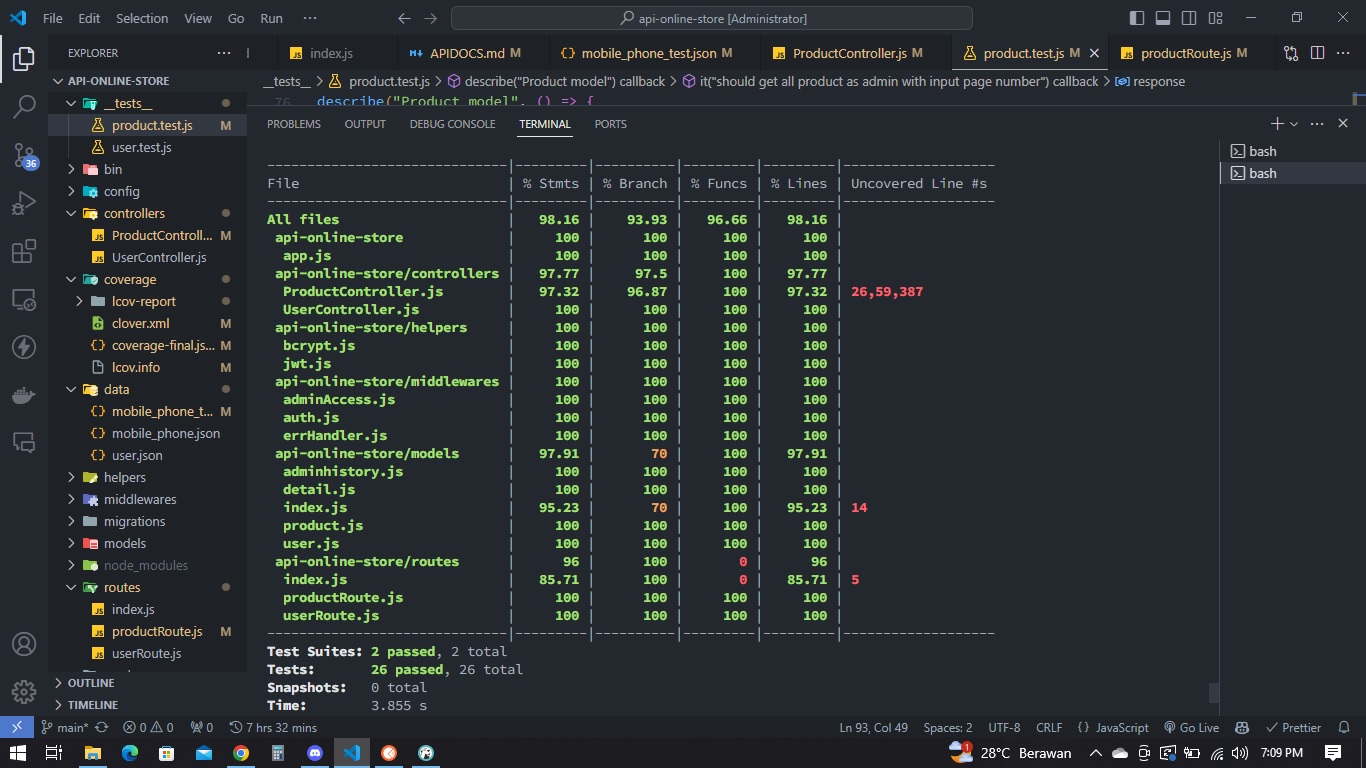 File Edit Selection View Go Run ··· api-online-store [Administrator]
EXPLORER ···
index.js APIDOCS.md M mobile_phone_test.json M ProductController.js M product.test.js M productRoute.js M ···
API-ONLINE-STORE
__tests__ > product.test.js > describe("Product model") callback > it("should get all product as admin with input page number") callback > response
76 describe("Product model", () => {
__tests__
product.test.js M
user.test.js
bin
config
controllers
ProductControll... M
UserController.js
coverage
lcov-report
clover.xml M
coverage-final.js... M
lcov.info M
data
mobile_phone_t... M
mobile_phone.json
user.json
helpers
middlewares
migrations
models
node_modules
routes
index.js
productRoute.js M
userRoute.js
OUTLINE
TIMELINE
36
PROBLEMS OUTPUT DEBUG CONSOLE TERMINAL PORTS
bash
bash
------------------------------|---------|----------|---------|---------|-------------------
File | % Stmts | % Branch | % Funcs | % Lines | Uncovered Line #s
------------------------------|---------|----------|---------|---------|-------------------
All files | 98.16 | 93.93 | 96.66 | 98.16 |
api-online-store | 100 | 100 | 100 | 100 |
app.js | 100 | 100 | 100 | 100 |
api-online-store/controllers | 97.77 | 97.5 | 100 | 97.77 |
ProductController.js | 97.32 | 96.87 | 100 | 97.32 | 26,59,387
UserController.js | 100 | 100 | 100 | 100 |
api-online-store/helpers | 100 | 100 | 100 | 100 |
bcrypt.js | 100 | 100 | 100 | 100 |
jwt.js | 100 | 100 | 100 | 100 |
api-online-store/middlewares | 100 | 100 | 100 | 100 |
adminAccess.js | 100 | 100 | 100 | 100 |
auth.js | 100 | 100 | 100 | 100 |
errHandler.js | 100 | 100 | 100 | 100 |
api-online-store/models | 97.91 | 70 | 100 | 97.91 |
adminhistory.js | 100 | 100 | 100 | 100 |
detail.js | 100 | 100 | 100 | 100 |
index.js | 95.23 | 70 | 100 | 95.23 | 14
product.js | 100 | 100 | 100 | 100 |
user.js | 100 | 100 | 100 | 100 |
api-online-store/routes | 96 | 100 | 0 | 96 |
index.js | 85.71 | 100 | 0 | 85.71 | 5
productRoute.js | 100 | 100 | 100 | 100 |
userRoute.js | 100 | 100 | 100 | 100 |
------------------------------|---------|----------|---------|---------|-------------------
Test Suites: 2 passed, 2 total
Tests: 26 passed, 26 total
Snapshots: 0 total
Time: 3.855 s
main* 0 0 0 7 hrs 32 mins Ln 93, Col 49 Spaces: 2 UTF-8 CRLF {} JavaScript Go Live Prettier
1 28°C Berawan 7:09 PM